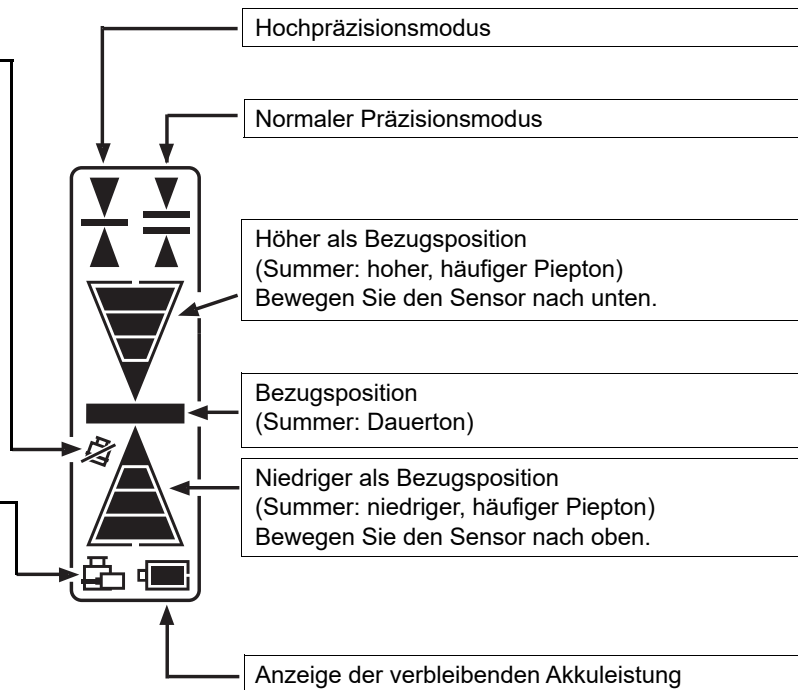 Hochpräzisionsmodus
Normaler Präzisionsmodus
Höher als Bezugsposition
(Summer: hoher, häufiger Piepton)
Bewegen Sie den Sensor nach unten.
Bezugsposition
(Summer: Dauerton)
Niedriger als Bezugsposition
(Summer: niedriger, häufiger Piepton)
Bewegen Sie den Sensor nach oben.
Anzeige der verbleibenden Akkuleistung